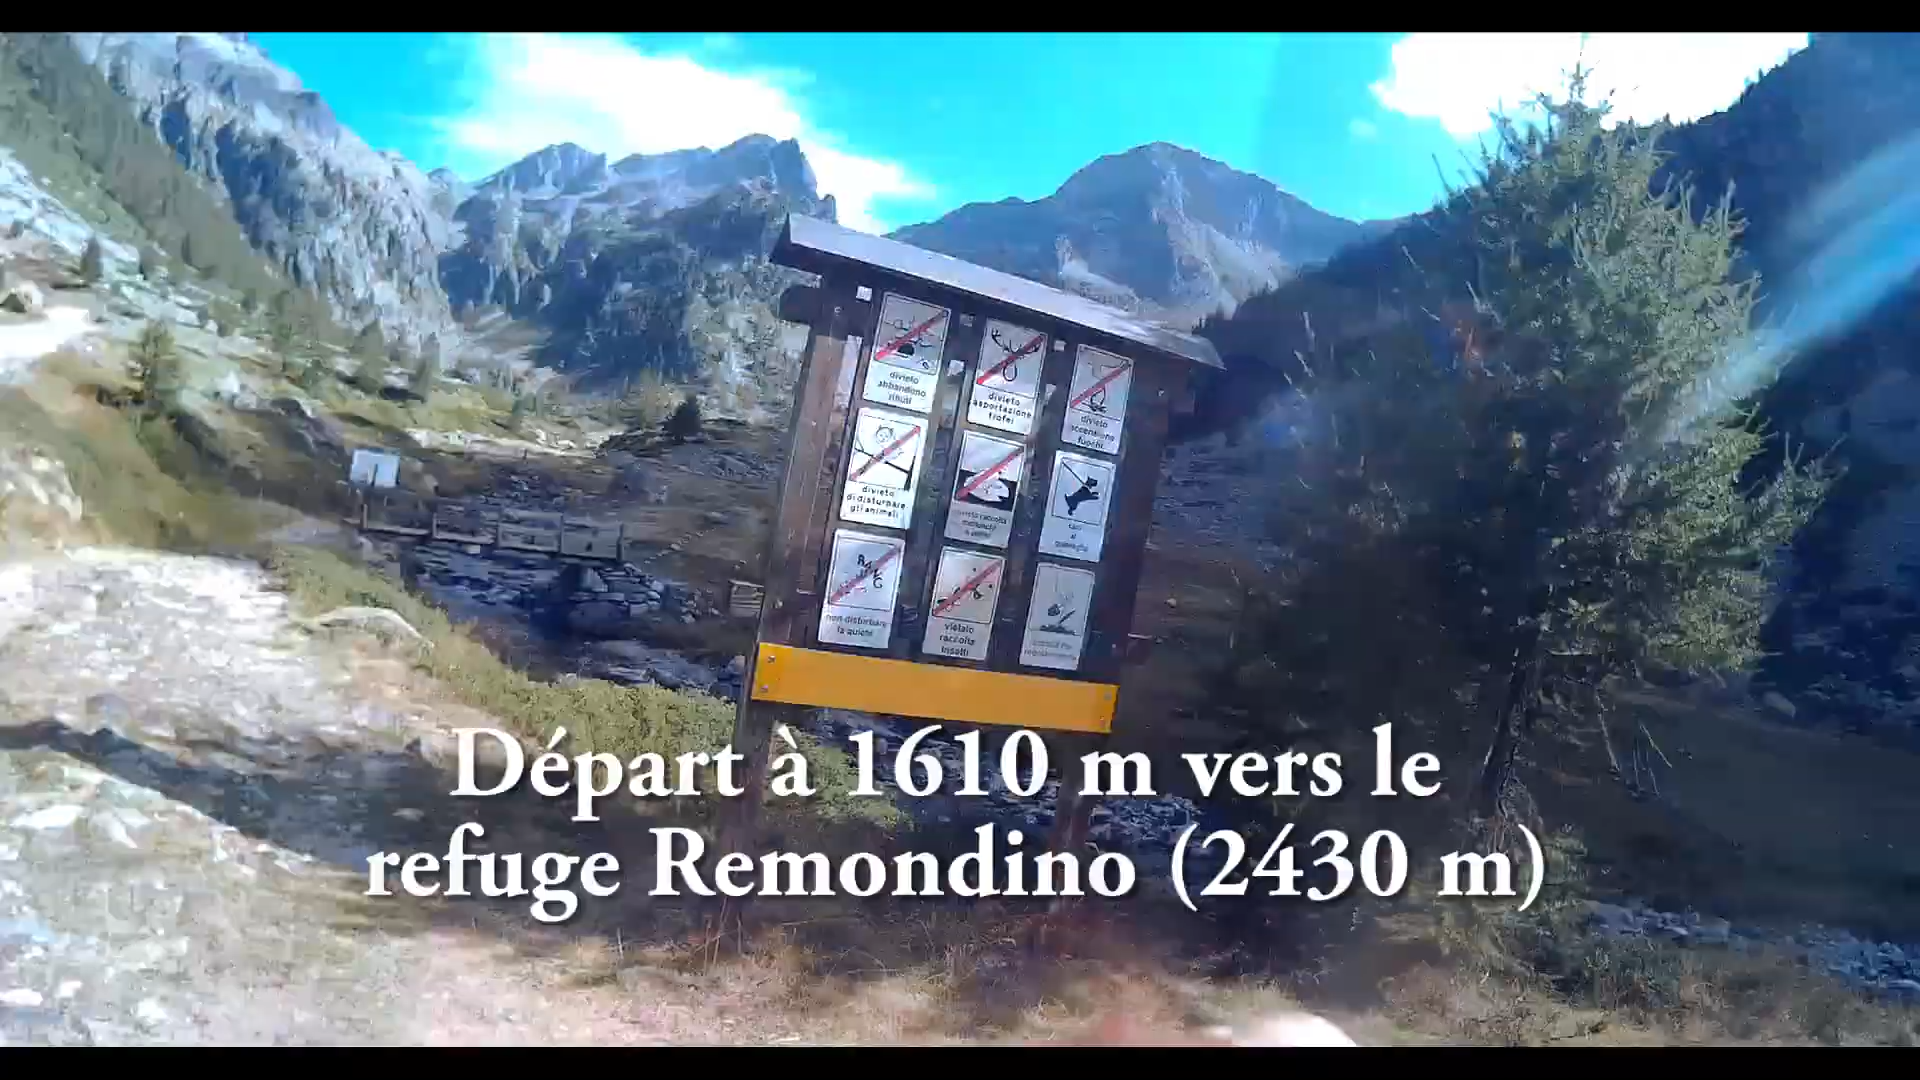 divieto
abbandono
rifiuti
divieto
asportazione
trofei
divieto
accensione
fuochi
divieto
di disturbare
gli animali
raccolta
cani
al
guinzaglio
non disturbare
la quiete
vietato
raccolta
insetti
Départ à 1610 m vers le
refuge Remondino (2430 m)